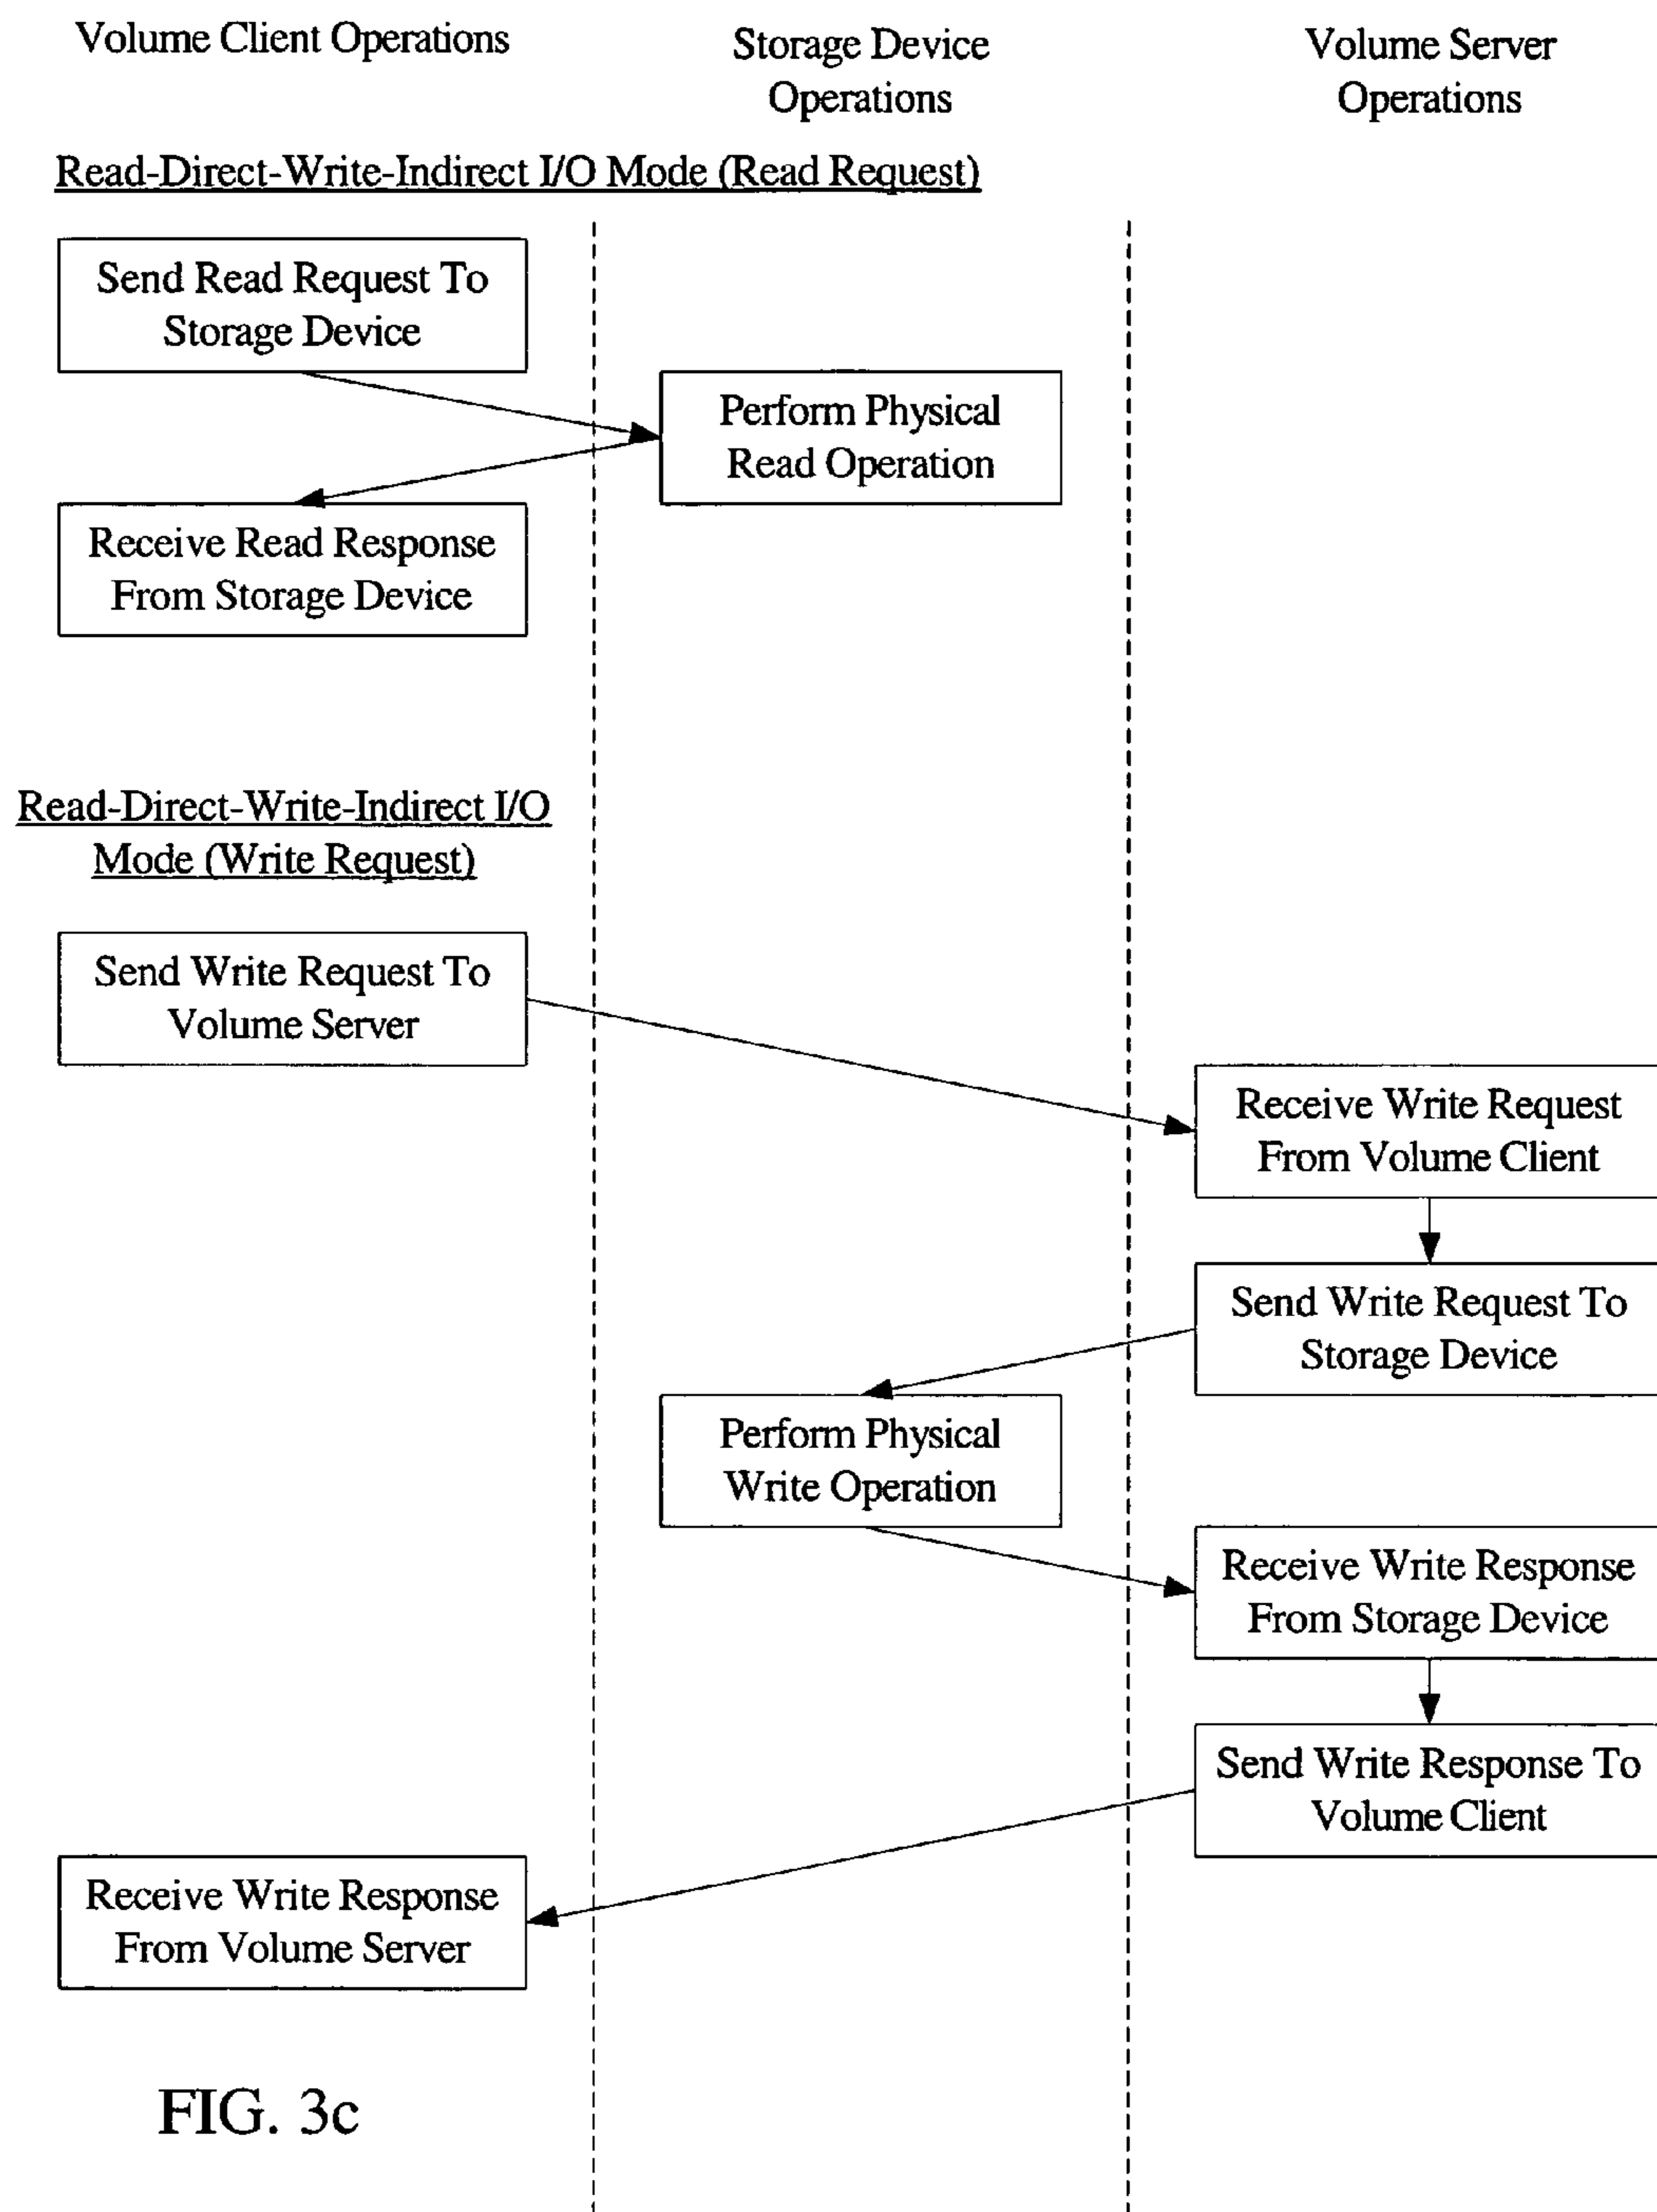 Volume Client Operations
Storage Device
Operations
Volume Server
Operations
Read-Direct-Write-Indirect I/O Mode (Read Request)
Send Read Request To
Storage Device
Perform Physical
Read Operation
Receive Read Response
From Storage Device
Read-Direct-Write-Indirect I/O
Mode (Write Request)
Send Write Request To
Volume Server
Receive Write Request
From Volume Client
Send Write Request To
Storage Device
Perform Physical
Write Operation
Receive Write Response
From Storage Device
Send Write Response To
Volume Client
Receive Write Response
From Volume Server
FIG. 3c